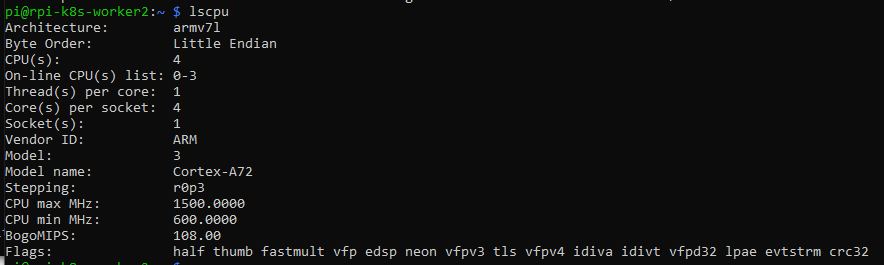 pi@rpi-k8s-worker2:~ $ lscpu
Architecture: armv7l
Byte Order: Little Endian
CPU(s): 4
On-line CPU(s) list: 0-3
Thread(s) per core: 1
Core(s) per socket: 4
Socket(s): 1
Vendor ID: ARM
Model: 3
Model name: Cortex-A72
Stepping: r0p3
CPU max MHz: 1500.0000
CPU min MHz: 600.0000
BogoMIPS: 108.00
Flags: half thumb fastmult vfp edsp neon vfpv3 tls vfpv4 idiva idivt vfpd32 lpae evtstrm crc32